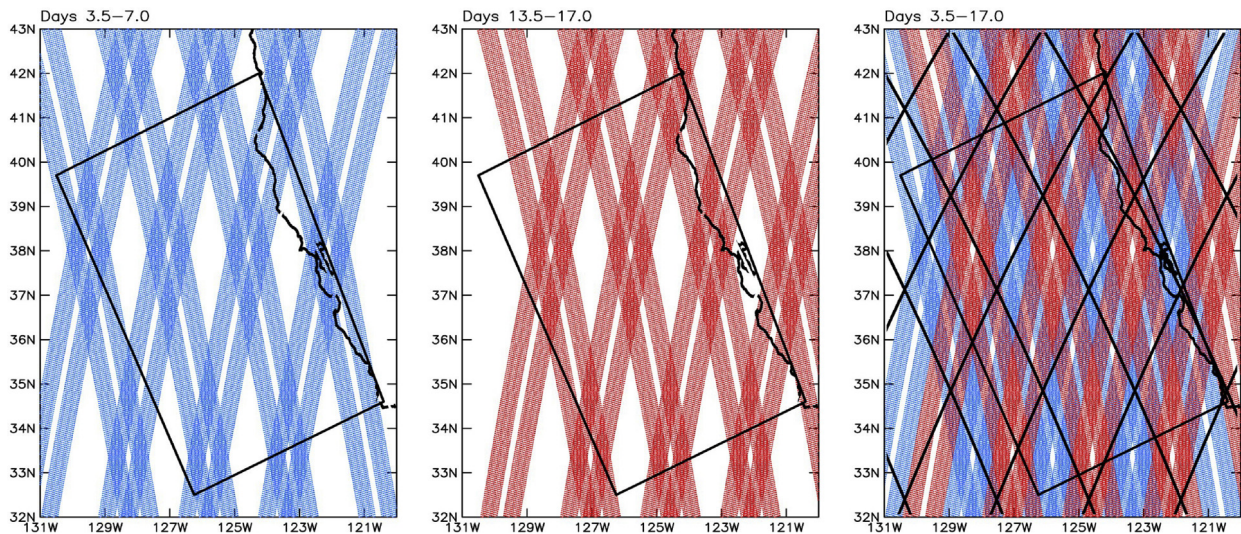 Days 3.5–7.0
43N
42N
41N
40N
39N
38N
37N
36N
35N
34N
33N
32N
131W 129W 127W 125W 123W 121W
Days 13.5–17.0
43N
42N
41N
40N
39N
38N
37N
36N
35N
34N
33N
32N
131W 129W 127W 125W 123W 121W
Days 3.5–17.0
43N
42N
41N
40N
39N
38N
37N
36N
35N
34N
33N
32N
131W 129W 127W 125W 123W 121W